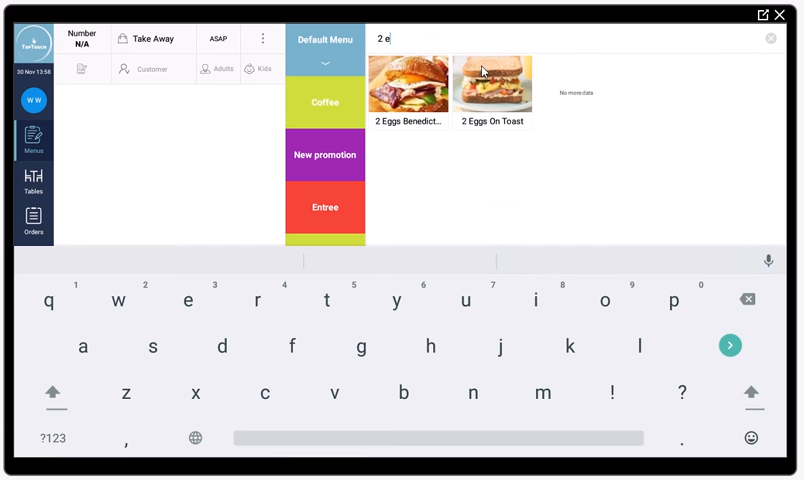 TAPTOUCH
30 Nov 13:58
W W
Menus
Tables
Orders
Number
N/A
Take Away
ASAP
Customer
Adults
Kids
Default Menu
Coffee
New promotion
Entree
2 e
2 Eggs Benedict...
2 Eggs On Toast
No more data
q 1 w 2 e 3 r 4 t 5 y 6 u 7 i 8 o 9 p 0
a s d f g h j k l
z x c v b n m ! ?
?123 , .